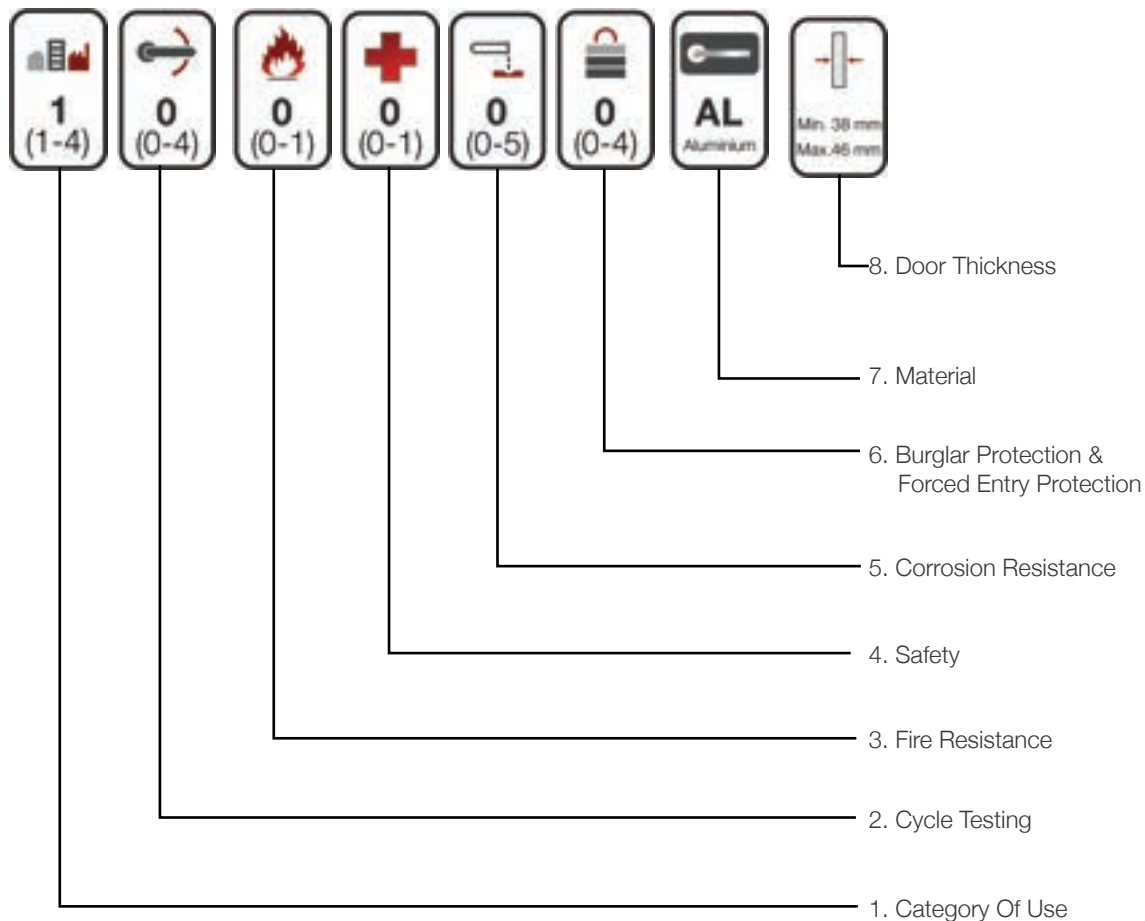 1
(1-4)
0
(0-4)
0
(0-1)
0
(0-1)
0
(0-5)
0
(0-4)
AL
Aluminium
Min. 38 mm
Max.46 mm
8. Door Thickness
7. Material
6. Burglar Protection &
Forced Entry Protection
5. Corrosion Resistance
4. Safety
3. Fire Resistance
2. Cycle Testing
1. Category Of Use